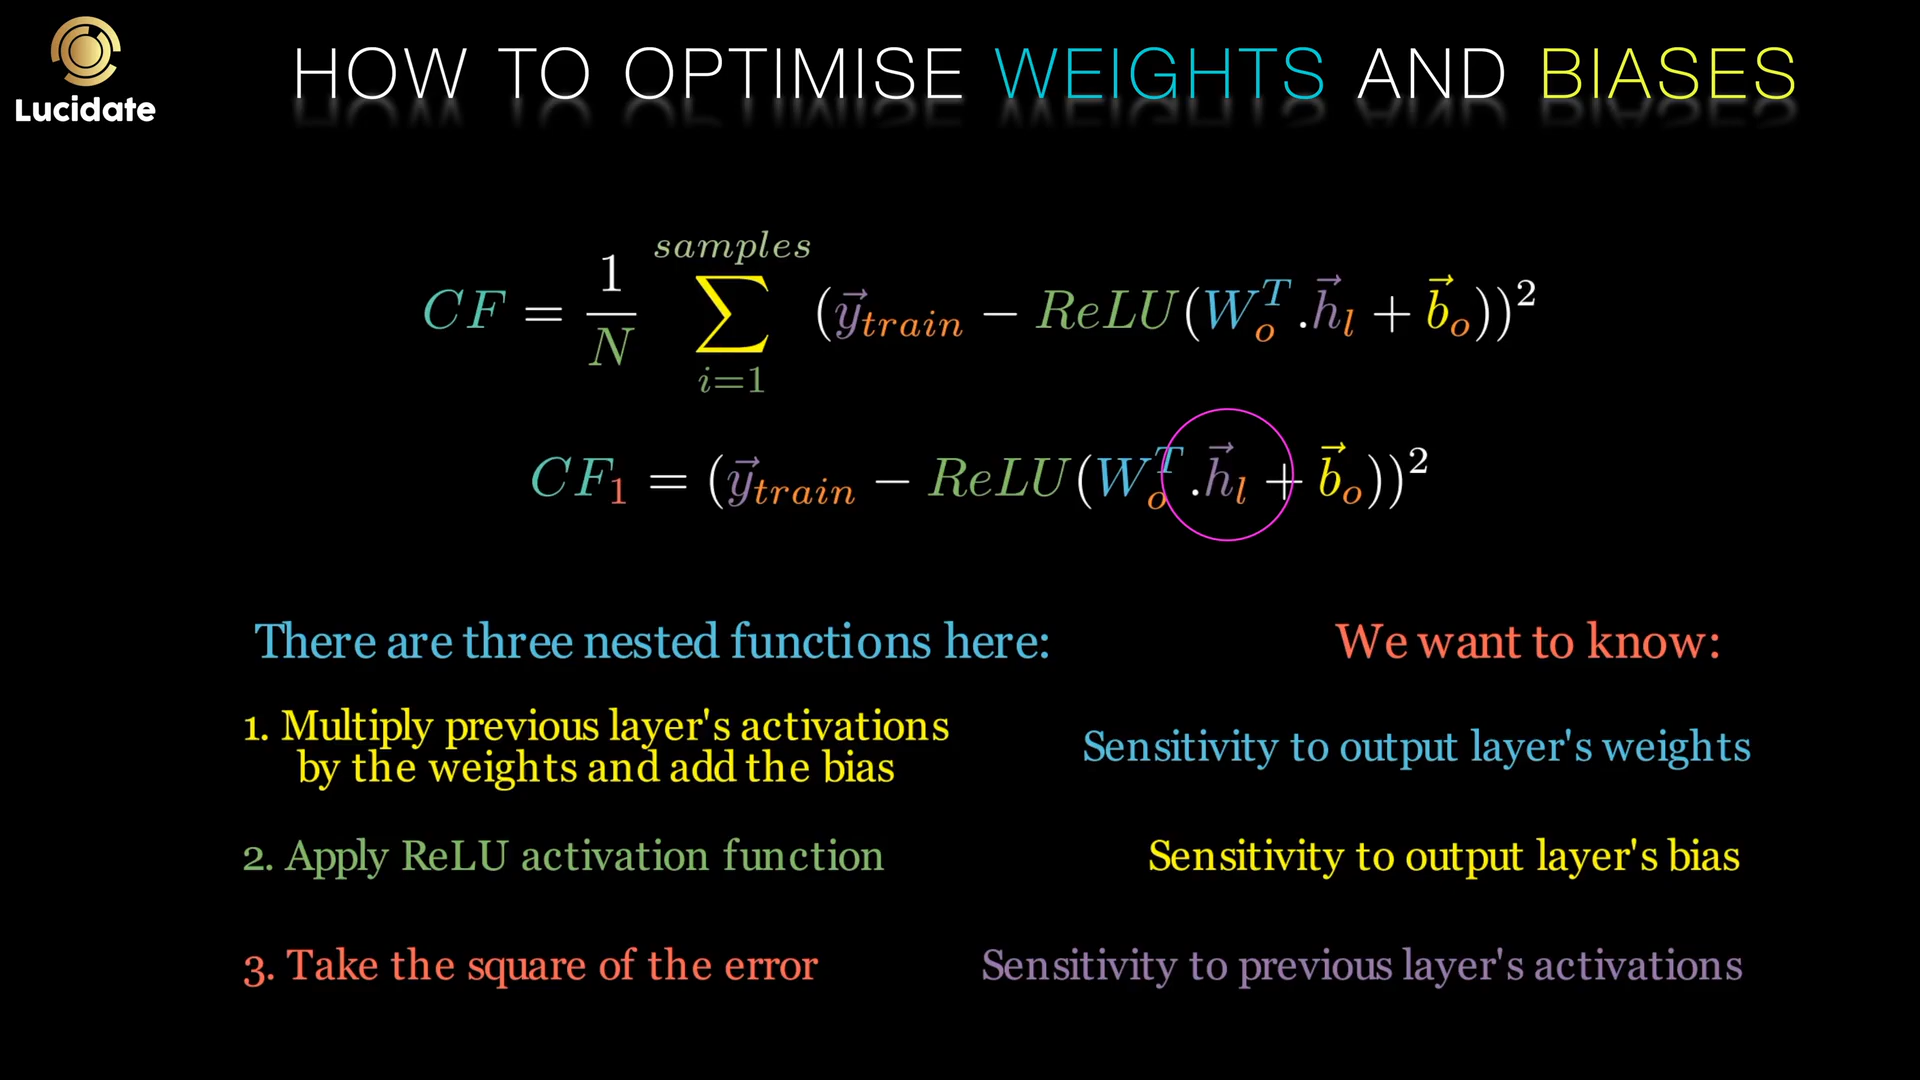 Lucidate
HOW TO OPTIMISE WEIGHTS AND BIASES
samples
CF = 1/N ∑ (y⃗_train − ReLU(W_o^T .h⃗_l + b⃗_o))²
i=1
CF₁ = (y⃗_train − ReLU(W_o^T .h⃗_l + b⃗_o))²
There are three nested functions here:
1. Multiply previous layer's activations
by the weights and add the bias
2. Apply ReLU activation function
3. Take the square of the error
We want to know:
Sensitivity to output layer's weights
Sensitivity to output layer's bias
Sensitivity to previous layer's activations